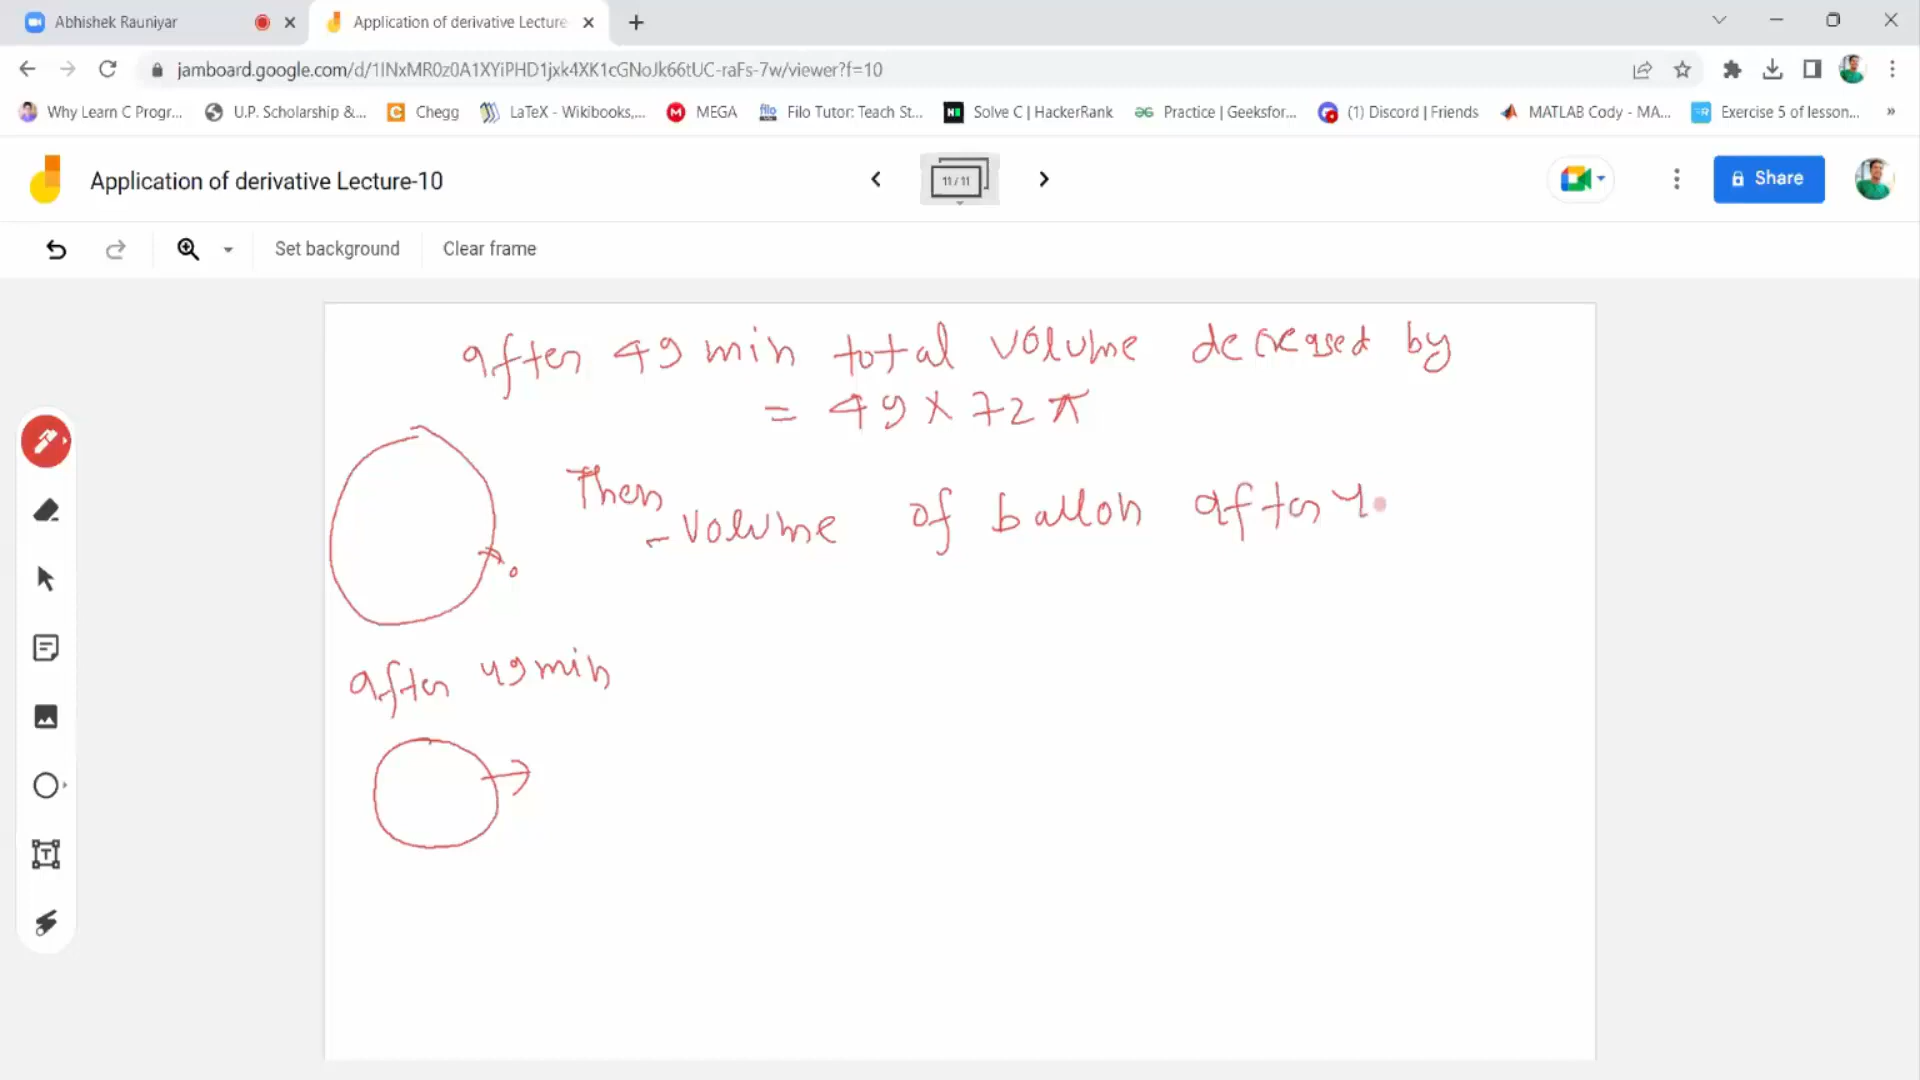 Abhishek Rauniyar
Application of derivative Lecture-
jamboard.google.com/d/1INxMR0z0A1XYiPHD1jxk4XK1cGNoJk66tUC-raFs-7w/viewer?f=10
Why Learn C Progr... U.P. Scholarship &... Chegg LaTeX - Wikibooks,... MEGA Filo Tutor: Teach St... Solve C | HackerRank Practice | Geeksfor... (1) Discord | Friends MATLAB Cody - MA... Exercise 5 of lesson... »
Application of derivative Lecture-10
11 / 11
Share
Set background Clear frame
after 49 min total volume decreased by
= 49 × 72 π
Then
- Volume of ballon after 4
after 49 min